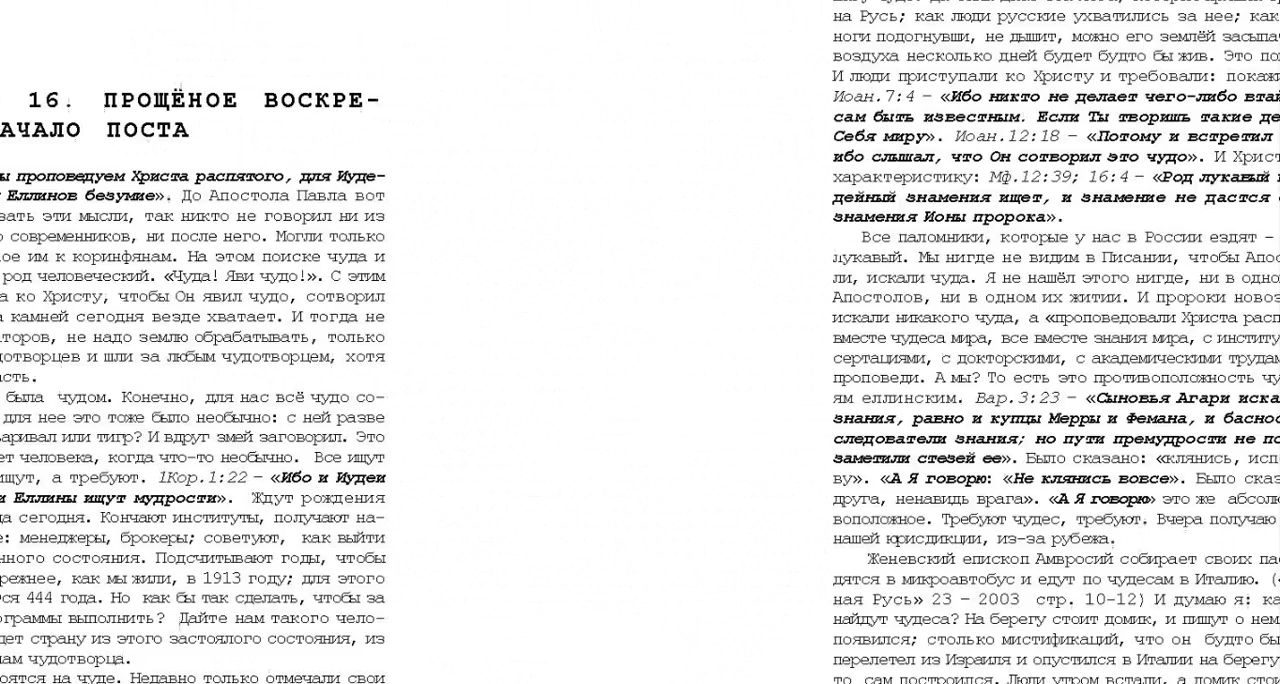 16. ПРОЩЁНОЕ ВОСКРЕ-
АЧАЛО ПОСТА
ы проповедуем Христа распятого, для Иуде-
Еллинов безумие». До Апостола Павла вот
зать эти мысли, так никто не говорил ни из
о современников, ни после него. Могли только
ое им к коринфянам. На этом поиске чуда и
род человеческий. «Чуда! Яви чудо!». С этим
а ко Христу, чтобы Он явил чудо, сотворил
а камней сегодня везде хватает. И тогда не
торов, не надо землю обрабатывать, только
дотворцев и шли за любым чудотворцем, хотя
асть.
была чудом. Конечно, для нас всё чудо со-
для нее это тоже было необычно: с ней разве
варивал или тигр? И вдруг змей заговорил. Это
ет человека, когда что-то необычно. Все ищут
ищут, а требуют. 1Кор.1:22 – «Ибо и Иудеи
и Еллины ищут мудрости». Ждут рождения
да сегодня. Кончают институты, получают на-
е: менеджеры, брокеры; советуют, как выйти
нного состояния. Подсчитывают годы, чтобы
режнее, как мы жили, в 1913 году; для этого
ся 444 года. Но как бы так сделать, чтобы за
ограммы выполнить? Дайте нам такого чело-
дет страну из этого застоялого состояния, из
нам чудотворца.
оятся на чуде. Недавно только отмечали свои
на Русь; как люди русские ухватились за нее; как
ноги подогнувши, не дышит, можно его землёй засыпа
воздуха несколько дней будет будто бы жив. Это по
И люди приступали ко Христу и требовали: покаж
Иоан.7:4 – «Ибо никто не делает чего-либо втай
сам быть известным. Если Ты творишь такие де
Себя миру». Иоан.12:18 – «Потому и встретил
ибо слышал, что Он сотворил это чудо». И Христ
характеристику: Мф.12:39; 16:4 – «Род лукавый и
дейный знамения ищет, и знамение не дастся
знамения Ионы пророка».
Все паломники, которые у нас в России ездят –
лукавый. Мы нигде не видим в Писании, чтобы Апос
ли, искали чуда. Я не нашёл этого нигде, ни в одно
Апостолов, ни в одном их житии. И пророки новоз
искали никакого чуда, а «проповедовали Христа расп
вместе чудеса мира, все вместе знания мира, с институ
сертациями, с докторскими, с академическими трудам
проповеди. А мы? То есть это противоположность чу
ям еллинским. Вар.3:23 – «Сыновья Агари иска
знания, равно и купцы Мерры и Фемана, и баснос
следователи знания; но пути премудрости не по
заметили стезей ее». Было сказано: «клянись, исп
ву». «А Я говорю: «Не клянись вовсе». Было сказ
друга, ненавидь врага». «А Я говорю» это же абсолю
воположное. Требуют чудес, требуют. Вчера получаю
нашей юрисдикции, из-за рубежа.
Женевский епископ Амвросий собирает своих па
дятся в микроавтобус и едут по чудесам в Италию. («
ная Русь» 23 – 2003 стр. 10-12) И думаю я: ка
найдут чудеса? На берегу стоит домик, и пишут о нем
появился; столько мистификаций, что он будто бы
перелетел из Израиля и опустился в Италии на берегу
то сам построился. Люди утром встали, а домик стои